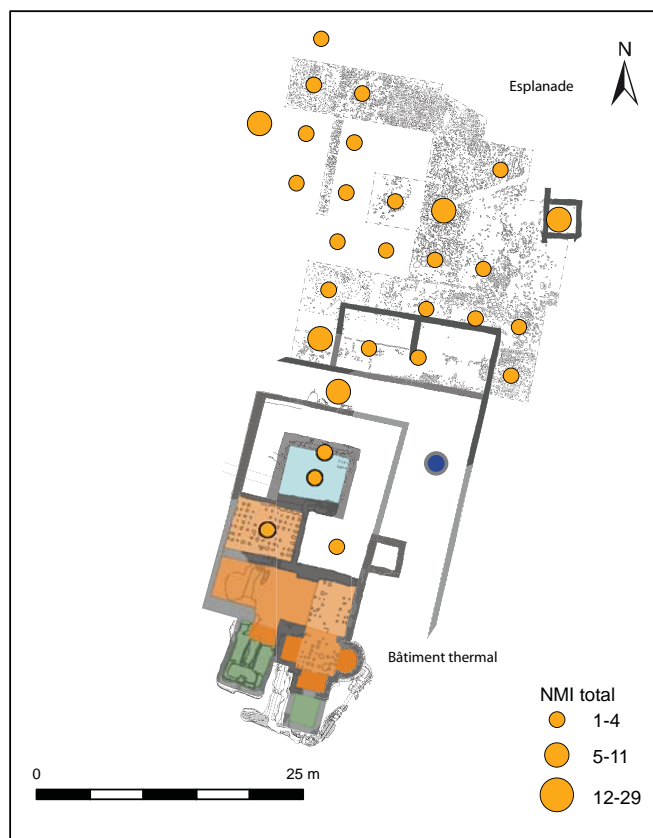 N
Esplanade
Bâtiment thermal
NMI total
1-4
5-11
12-29
0
25 m